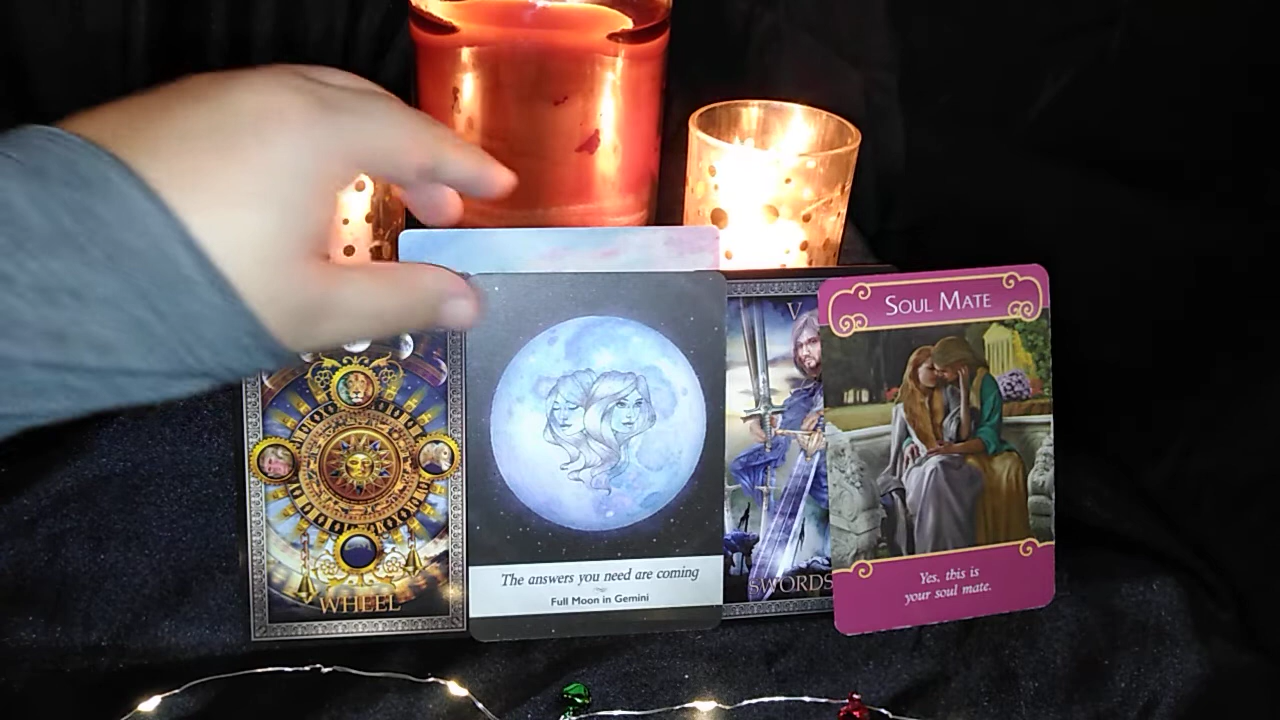 WHEEL
The answers you need are coming
Full Moon in Gemini
V
SWORDS
SOUL MATE
Yes, this is
your soul mate.